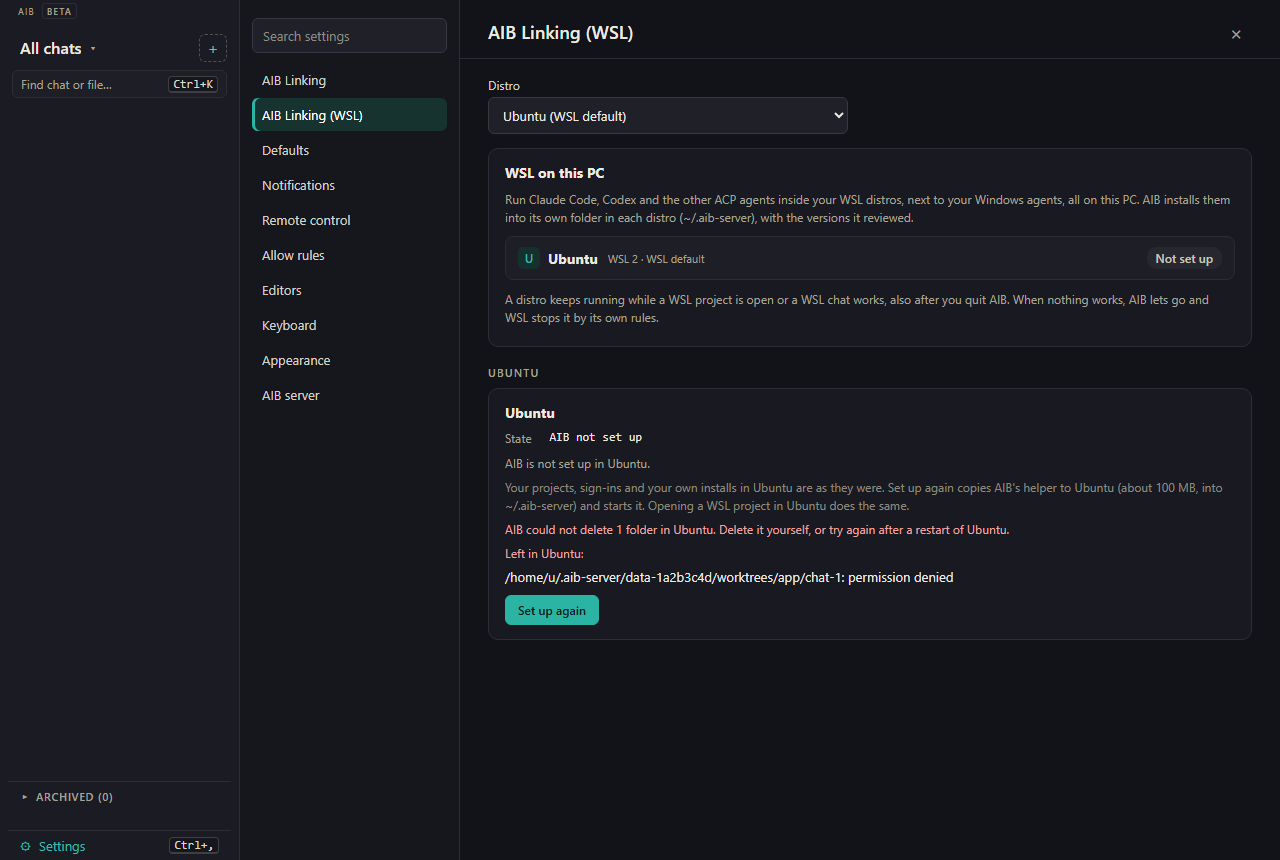 AIB BETA
All chats
+
Find chat or file... Ctrl+K
ARCHIVED (0)
Settings Ctrl+,
Search settings
AIB Linking
AIB Linking (WSL)
Defaults
Notifications
Remote control
Allow rules
Editors
Keyboard
Appearance
AIB server
AIB Linking (WSL)
×
Distro
Ubuntu (WSL default)
WSL on this PC
Run Claude Code, Codex and the other ACP agents inside your WSL distros, next to your Windows agents, all on this PC. AIB installs them
into its own folder in each distro (~/.aib-server), with the versions it reviewed.
U Ubuntu WSL 2 · WSL default Not set up
A distro keeps running while a WSL project is open or a WSL chat works, also after you quit AIB. When nothing works, AIB lets go and
WSL stops it by its own rules.
UBUNTU
Ubuntu
State AIB not set up
AIB is not set up in Ubuntu.
Your projects, sign-ins and your own installs in Ubuntu are as they were. Set up again copies AIB's helper to Ubuntu (about 100 MB, into
~/.aib-server) and starts it. Opening a WSL project in Ubuntu does the same.
AIB could not delete 1 folder in Ubuntu. Delete it yourself, or try again after a restart of Ubuntu.
Left in Ubuntu:
/home/u/.aib-server/data-1a2b3c4d/worktrees/app/chat-1: permission denied
Set up again